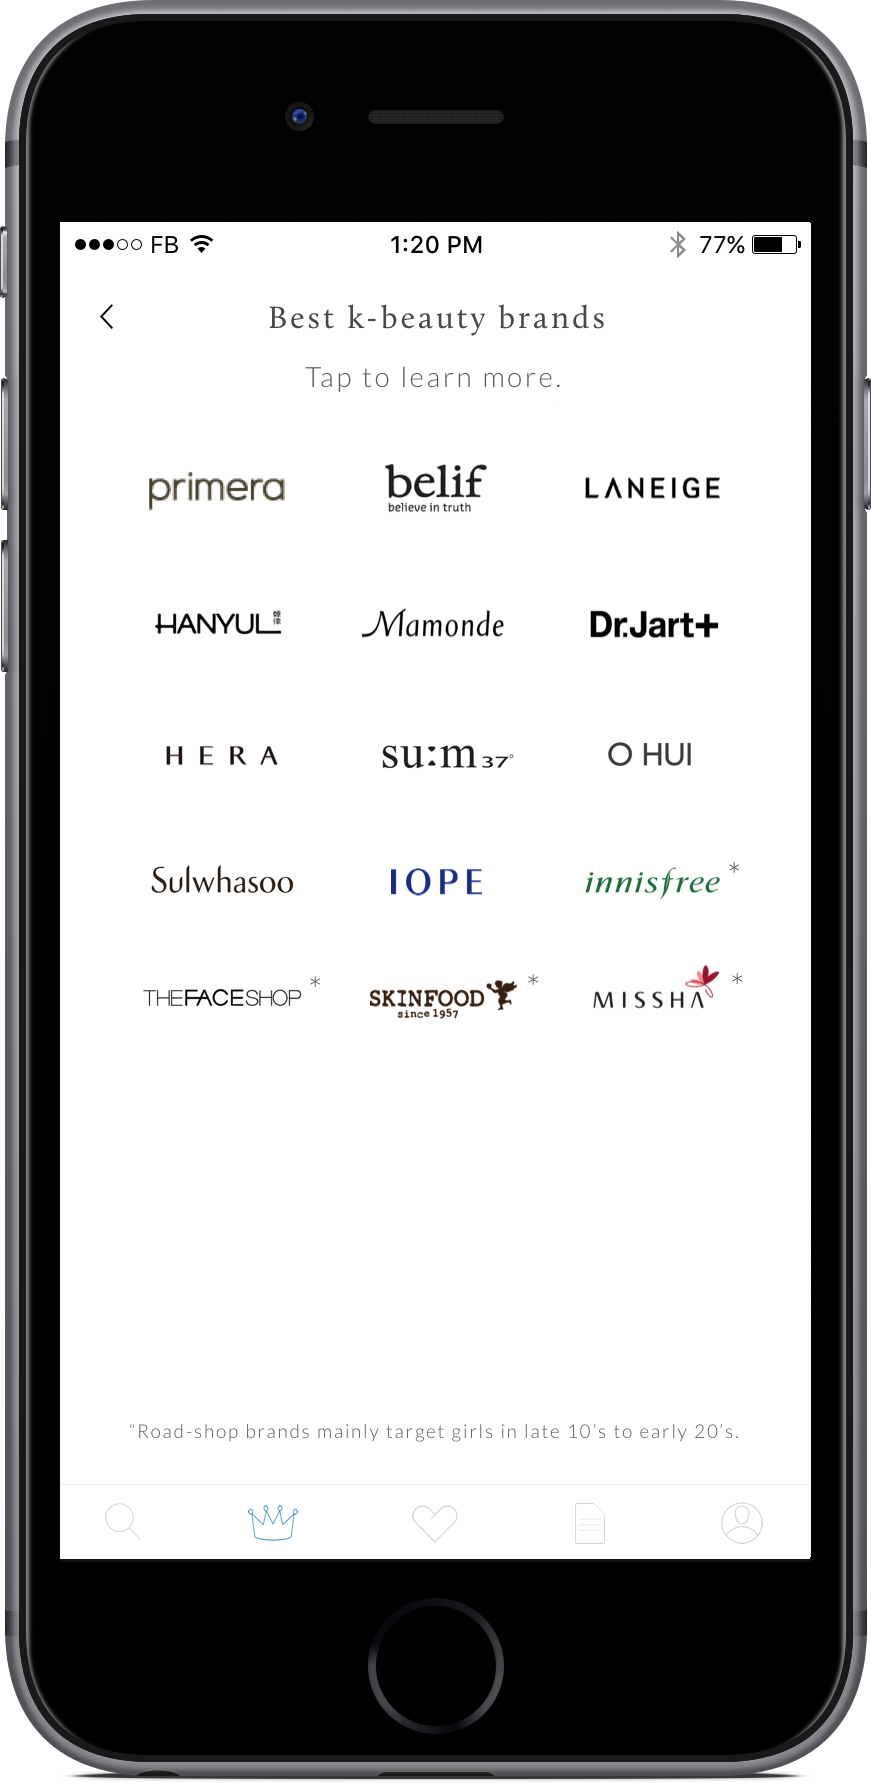 FB 1:20 PM 77%
Best k-beauty brands
Tap to learn more.
primera belif LANEIGE
believe in truth
HANYUL 韓律 Mamonde Dr.Jart+
HERA su:m37° O HUI
Sulwhasoo IOPE innisfree *
THEFACESHOP * SKINFOOD * MISSHA *
since 1957
“Road-shop brands mainly target girls in late 10’s to early 20’s.